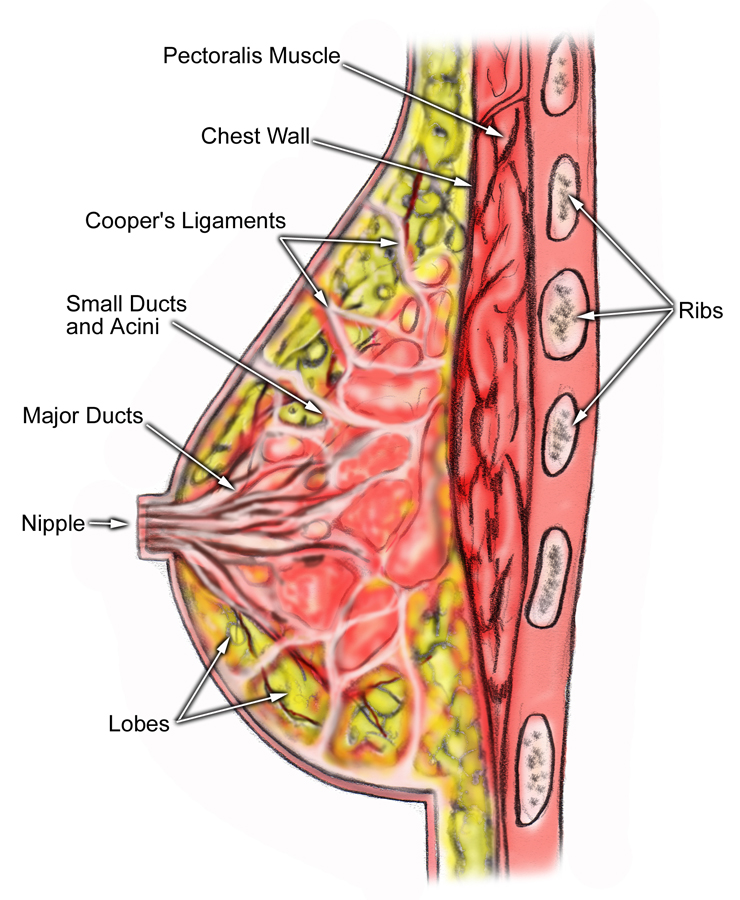 Pectoralis Muscle
Chest Wall
Cooper's Ligaments
Small Ducts
and Acini
Ribs
Major Ducts
Nipple
Lobes